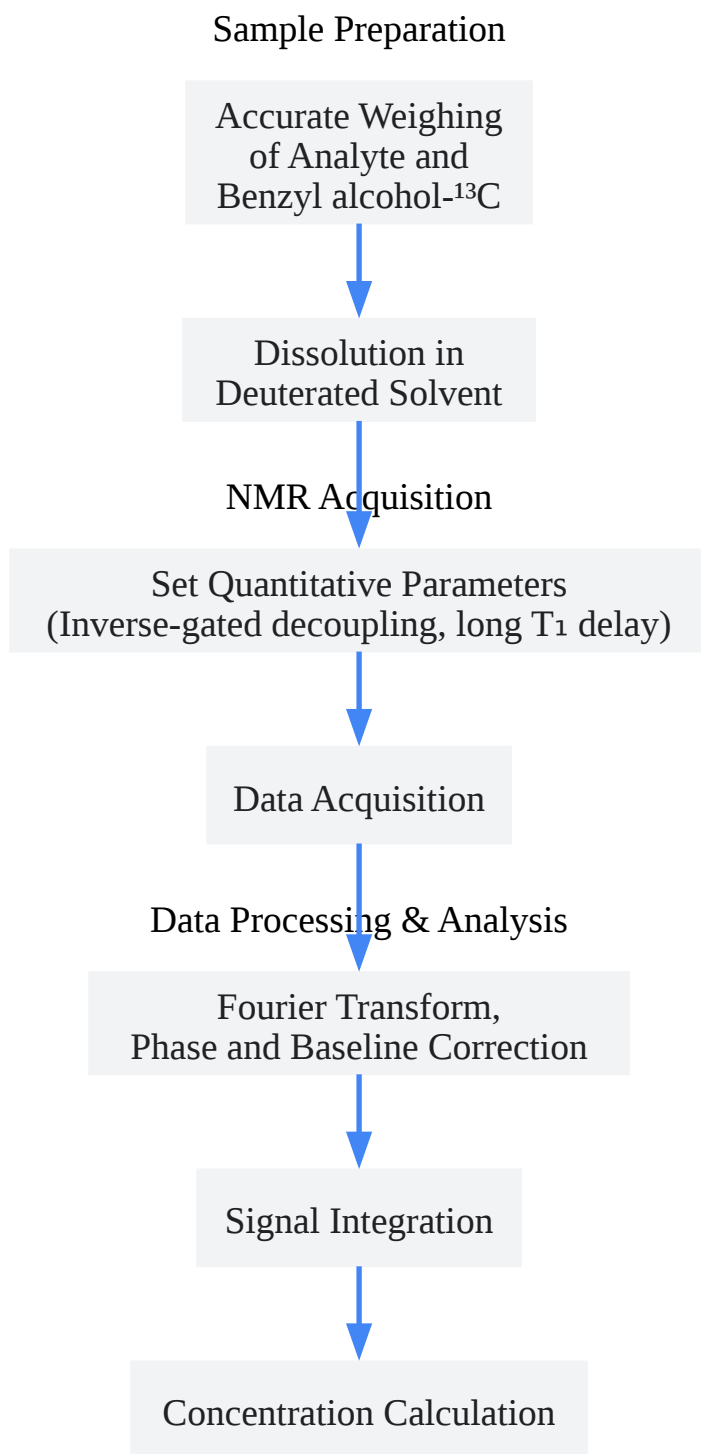 Sample Preparation
Accurate Weighing
of Analyte and
Benzyl alcohol-¹³C
Dissolution in
Deuterated Solvent
NMR Acquisition
Set Quantitative Parameters
(Inverse-gated decoupling, long T₁ delay)
Data Acquisition
Data Processing & Analysis
Fourier Transform,
Phase and Baseline Correction
Signal Integration
Concentration Calculation